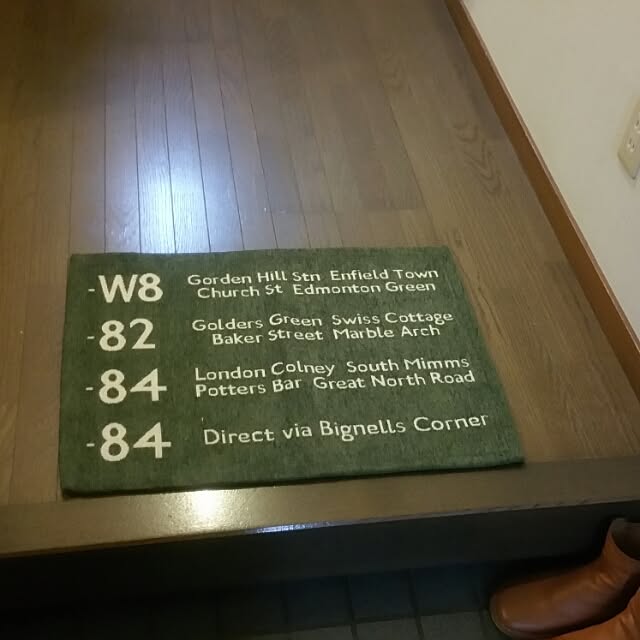 -W8 Gorden Hill Stn Enfield Town
Church St Edmonton Green
-82 Golders Green Swiss Cottage
Baker Street Marble Arch
-84 London Colney South Mimms
Potters Bar Great North Road
-84 Direct via Bignells Corner